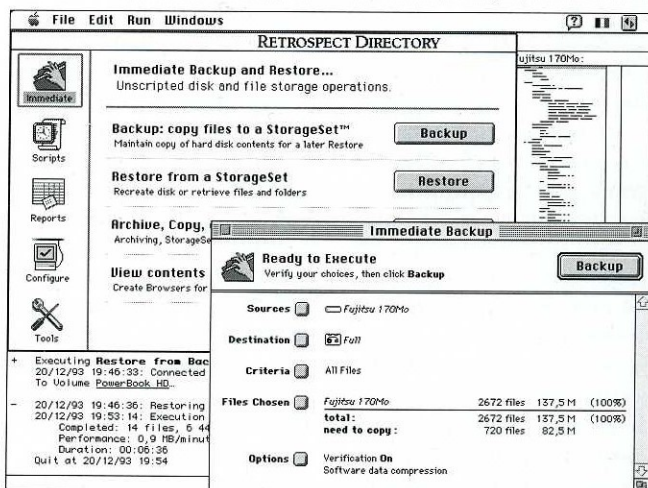 File Edit Run Windows
RETROSPECT DIRECTORY
ujitsu 170Mo:
Immediate
Scripts
Reports
Configure
Tools
Immediate Backup and Restore...
Unscripted disk and file storage operations.
Backup: copy files to a StorageSet™
Maintain copy of hard disk contents for a later Restore
Backup
Restore from a StorageSet
Recreate disk or retrieve files and folders
Restore
Archive, Copy,
Archiving, StorageSe
View contents
Create Browsers for
+ Executing Restore from Bac
20/12/93 19:46:33: Connected
To Volume PowerBook HD…
- 20/12/93 19:46:36: Restoring
20/12/93 19:53:14: Execution
Completed: 14 files, 6 44
Performance: 0,9 MB/minut
Duration: 00:06:36
Quit at 20/12/93 19:54
Immediate Backup
Ready to Execute
Verify your choices, then click Backup
Backup
Sources Fujitsu 170Mo
Destination Full
Criteria All Files
Files Chosen Fujitsu 170Mo 2672 files 137,5 M (100%)
total: 2672 files 137,5 M (100%)
need to copy: 720 files 82,5 M
Options Verification On
Software data compression